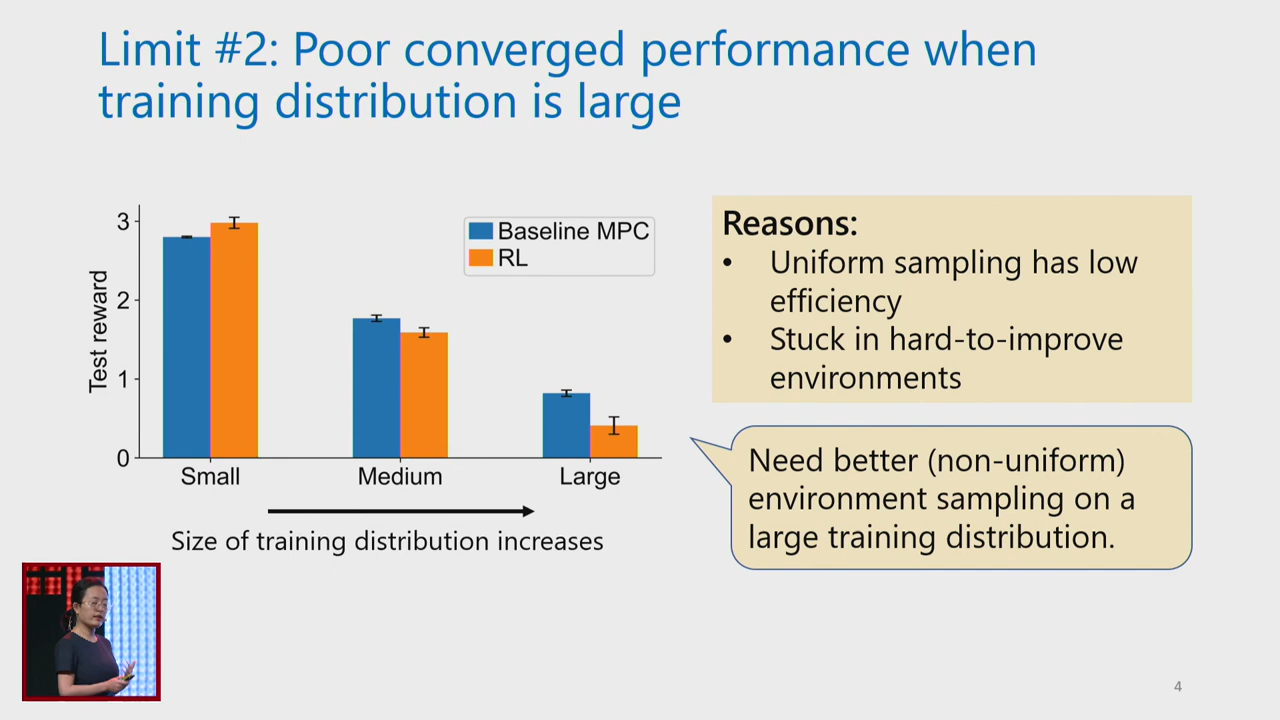 Limit #2: Poor converged performance when
training distribution is large
3
2
1
0
Test reward
Baseline MPC
RL
Small
Medium
Large
Size of training distribution increases
Reasons:
• Uniform sampling has low
efficiency
• Stuck in hard-to-improve
environments
Need better (non-uniform)
environment sampling on a
large training distribution.
4